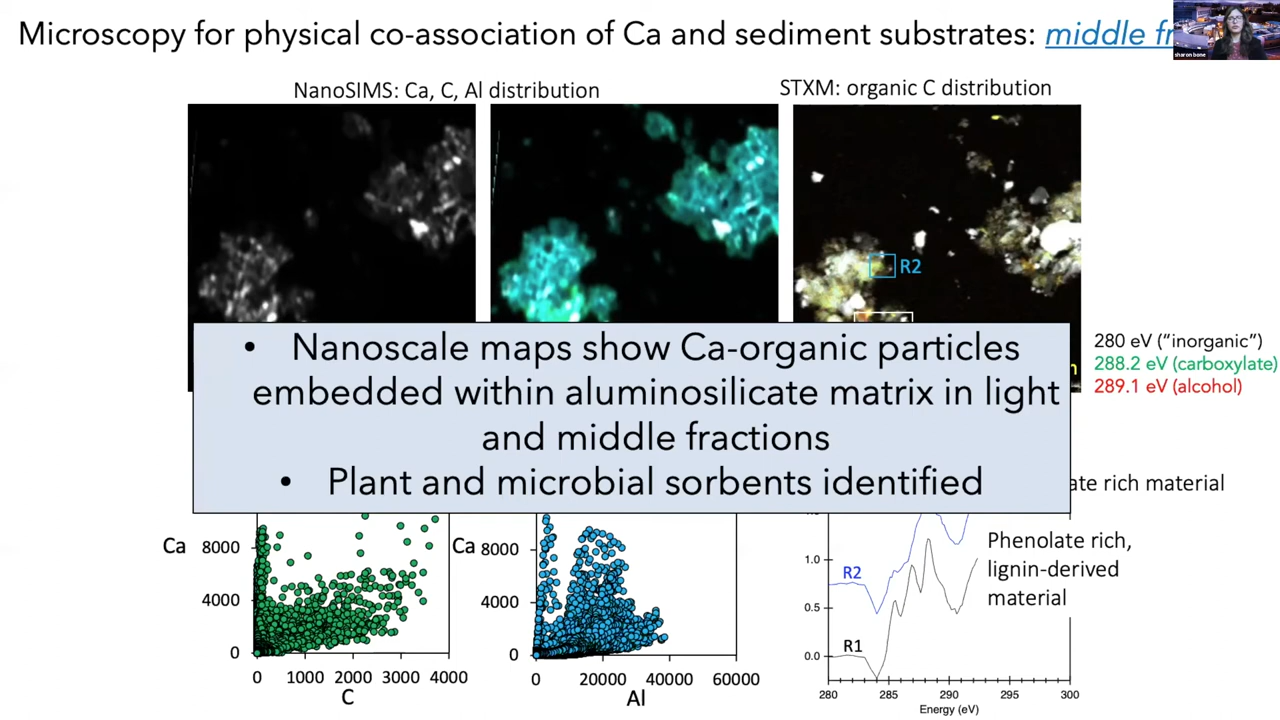 Microscopy for physical co-association of Ca and sediment substrates: middle fr
sharon bone
NanoSIMS: Ca, C, Al distribution
STXM: organic C distribution
R2
280 eV ("inorganic")
288.2 eV (carboxylate)
289.1 eV (alcohol)
• Nanoscale maps show Ca-organic particles
embedded within aluminosilicate matrix in light
and middle fractions
• Plant and microbial sorbents identified
ate rich material
Ca
8000
4000
0
0 1000 2000 3000 4000
C
Ca
8000
4000
0
0 20000 40000 60000
Al
1.0
0.5
0.0
R2
R1
280 285 290 295 300
Energy (eV)
Phenolate rich,
lignin-derived
material